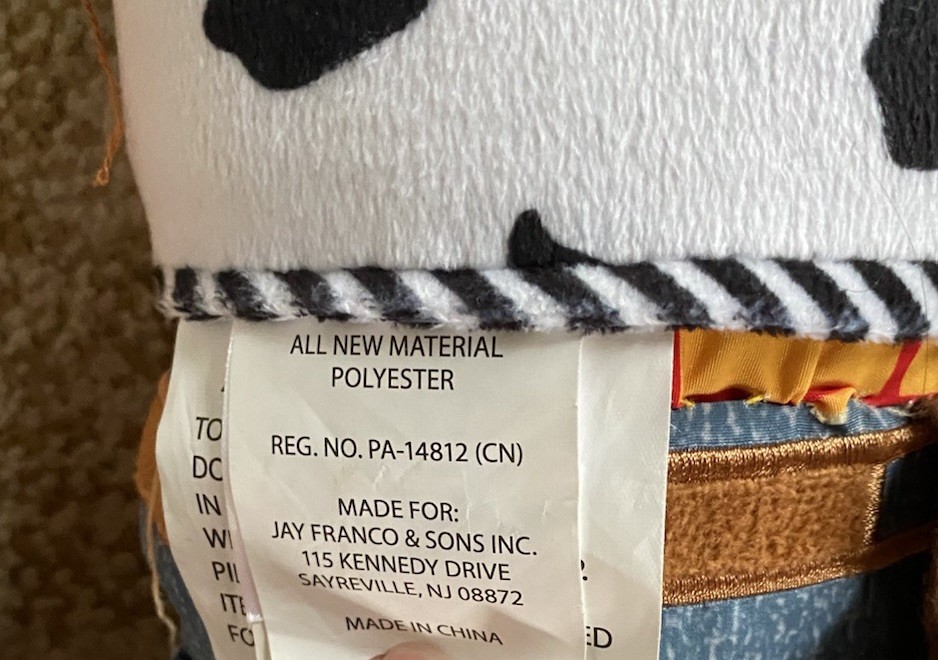 ALL NEW MATERIAL
POLYESTER
REG. NO. PA-14812 (CN)
MADE FOR:
JAY FRANCO & SONS INC.
115 KENNEDY DRIVE
SAYREVILLE, NJ 08872
MADE IN CHINA